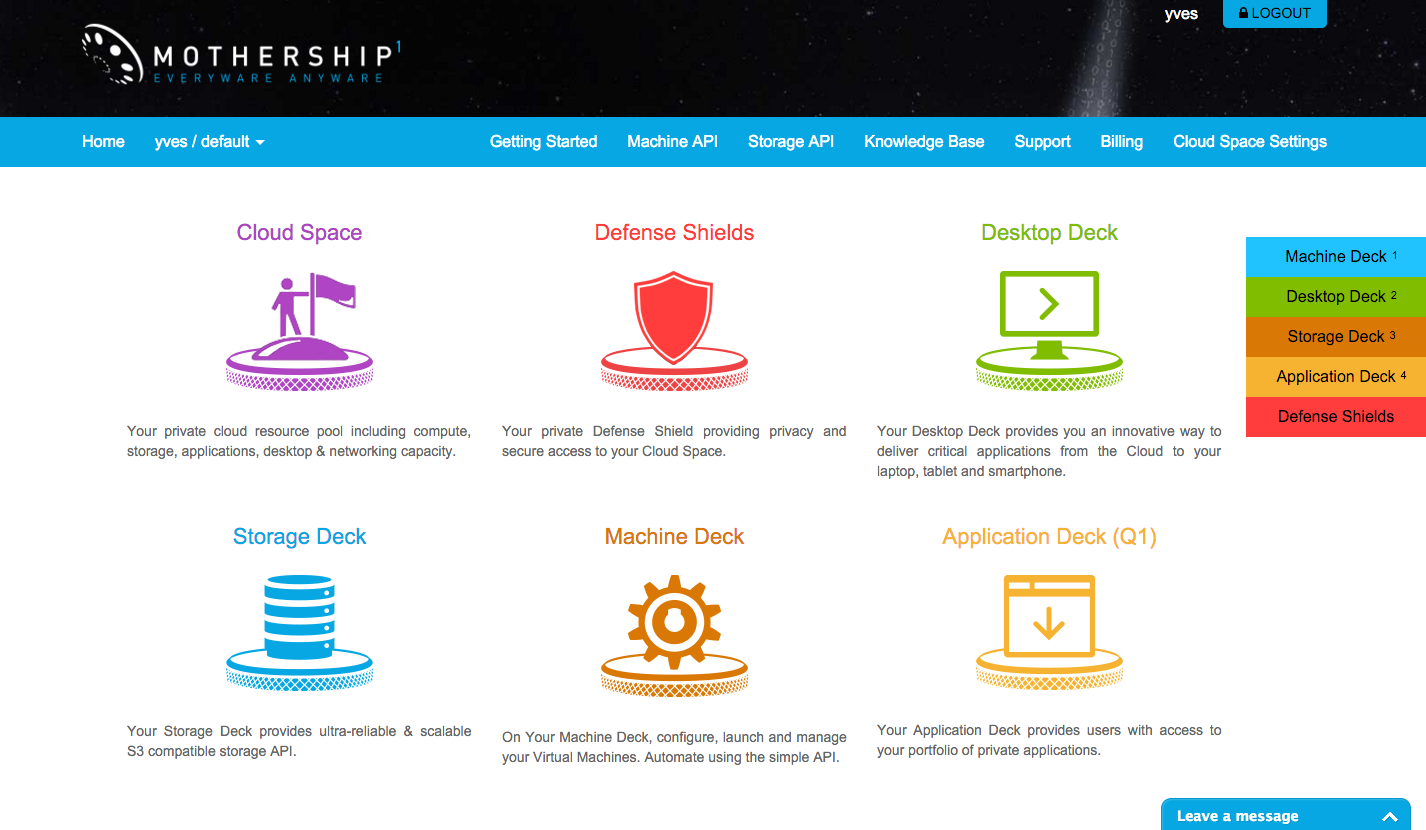 yves
LOGOUT
MOTHERSHIP1
EVERYWARE ANYWARE
Home
yves / default
Getting Started
Machine API
Storage API
Knowledge Base
Support
Billing
Cloud Space Settings
Cloud Space
Your private cloud resource pool including compute,
storage, applications, desktop & networking capacity.
Defense Shields
Your private Defense Shield providing privacy and
secure access to your Cloud Space.
Desktop Deck
Your Desktop Deck provides you an innovative way to
deliver critical applications from the Cloud to your
laptop, tablet and smartphone.
Machine Deck 1
Desktop Deck 2
Storage Deck 3
Application Deck 4
Defense Shields
Storage Deck
Your Storage Deck provides ultra-reliable & scalable
S3 compatible storage API.
Machine Deck
On Your Machine Deck, configure, launch and manage
your Virtual Machines. Automate using the simple API.
Application Deck (Q1)
Your Application Deck provides users with access to
your portfolio of private applications.
Leave a message